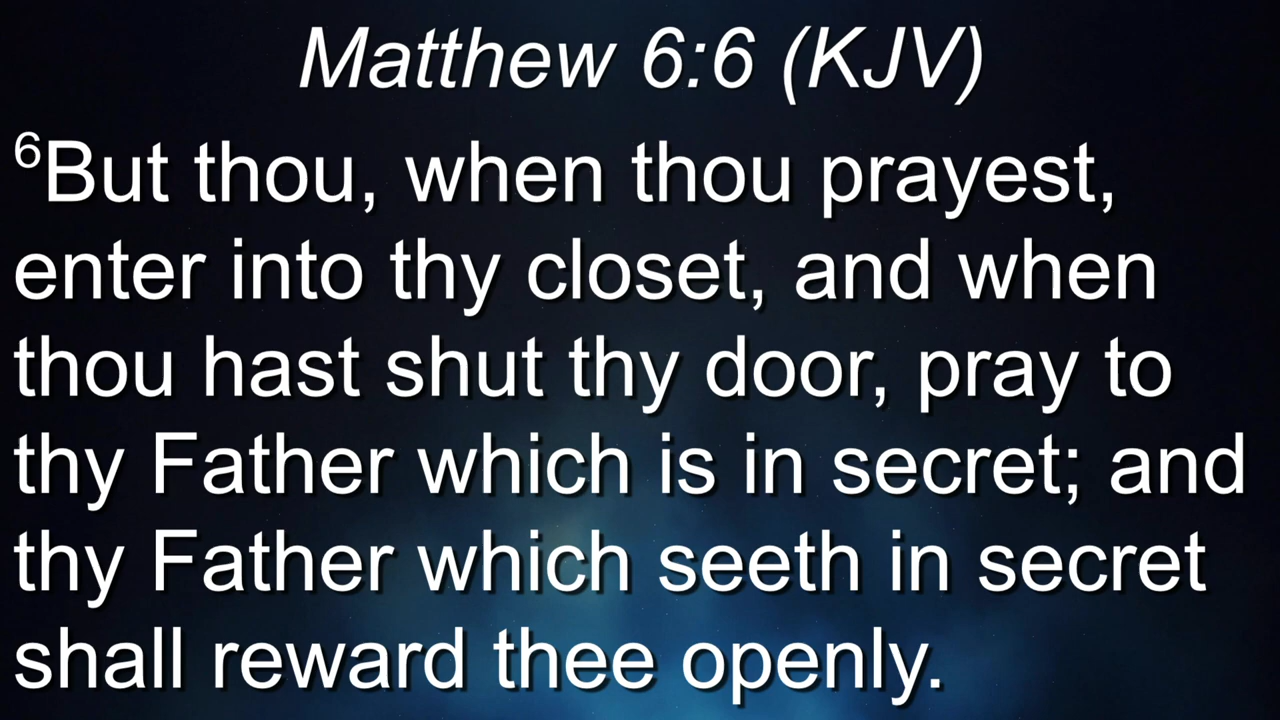 Matthew 6:6 (KJV)
⁶But thou, when thou prayest,
enter into thy closet, and when
thou hast shut thy door, pray to
thy Father which is in secret; and
thy Father which seeth in secret
shall reward thee openly.